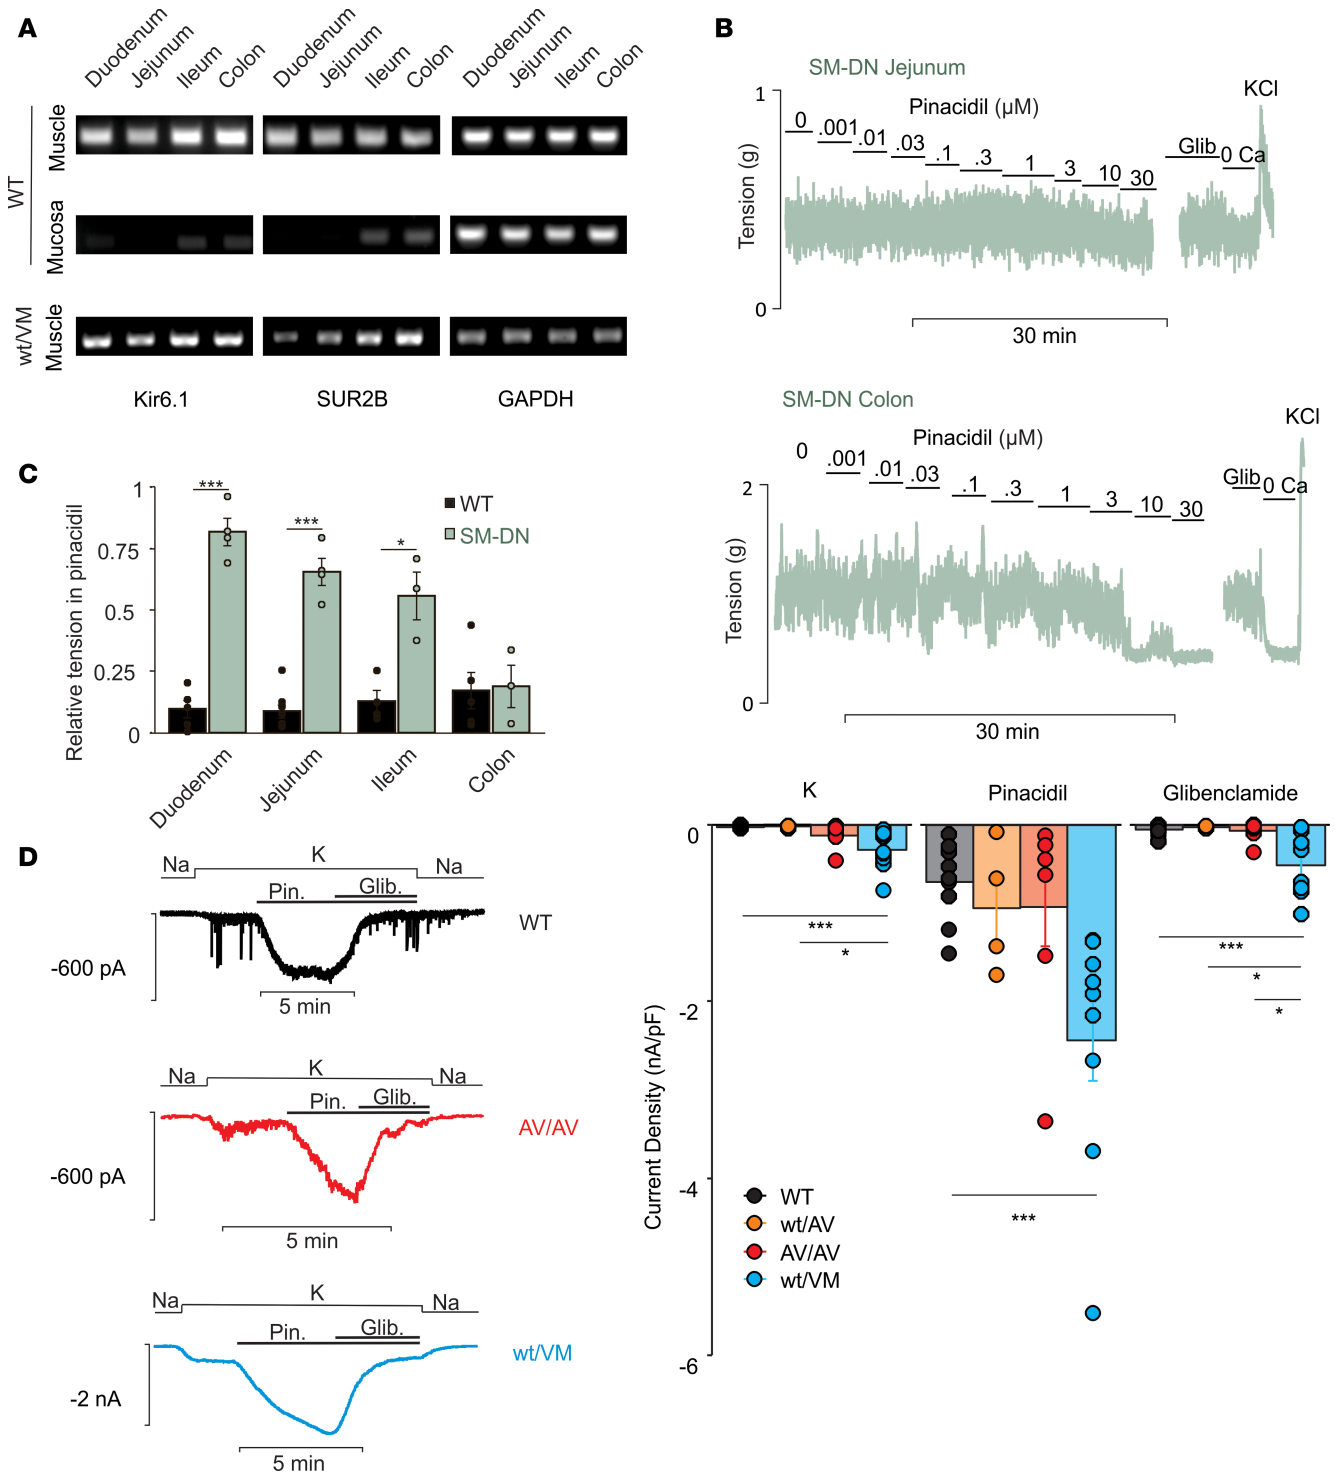 A
Duodenum
Jejunum
Ileum
Colon
Duodenum
Jejunum
Ileum
Colon
Duodenum
Jejunum
Ileum
Colon
WT
Muscle
Mucosa
wt/VM
Muscle
Kir6.1
SUR2B
GAPDH
B
SM-DN Jejunum
KCl
Pinacidil (µM)
1
0
.001
.01
.03
.1
.3
1
3
10
30
Glib
0 Ca
Tension (g)
0
30 min
SM-DN Colon
KCl
Pinacidil (µM)
0
.001
.01
.03
.1
.3
1
3
10
30
Glib
0 Ca
2
Tension (g)
0
30 min
C
Relative tension in pinacidil
1
0.75
0.5
0.25
0
***
***
*
WT
SM-DN
Duodenum
Jejunum
Ileum
Colon
D
Na
K
Na
Pin.
Glib.
WT
-600 pA
5 min
Na
K
Na
Pin.
Glib.
AV/AV
-600 pA
5 min
Na
K
Na
Pin.
Glib.
wt/VM
-2 nA
5 min
K
Pinacidil
Glibenclamide
0
-2
-4
-6
Current Density (nA/pF)
***
*
***
***
*
*
WT
wt/AV
AV/AV
wt/VM